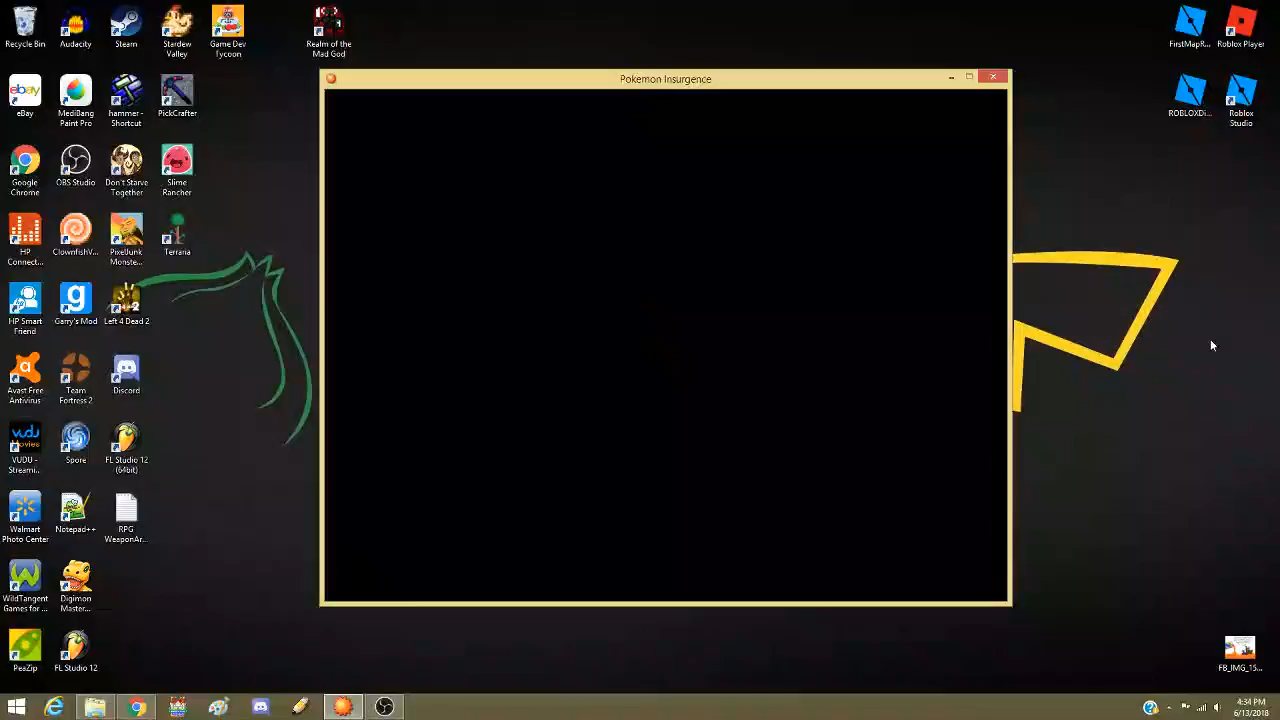 Pokemon Insurgence
Recycle Bin
Audacity
Steam
Stardew
Valley
Game Dev
Tycoon
Realm of the
Mad God
eBay
MediBang
Paint Pro
hammer -
Shortcut
PickCrafter
Google
Chrome
OBS Studio
Don't Starve
Together
Slime
Rancher
HP
Connect...
ClownfishV...
PixelJunk
Monste...
Terraria
HP Smart
Friend
Garry's Mod
Left 4 Dead 2
Avast Free
Antivirus
Team
Fortress 2
Discord
VUDU -
Streami...
Spore
FL Studio 12
(64bit)
Walmart
Photo Center
Notepad++
RPG
WeaponAr...
WildTangent
Games for ...
Digimon
Master...
PeaZip
FL Studio 12
FirstMapR...
Roblox Player
ROBLOXDi...
Roblox
Studio
FB_IMG_15...
4:34 PM
6/13/2018